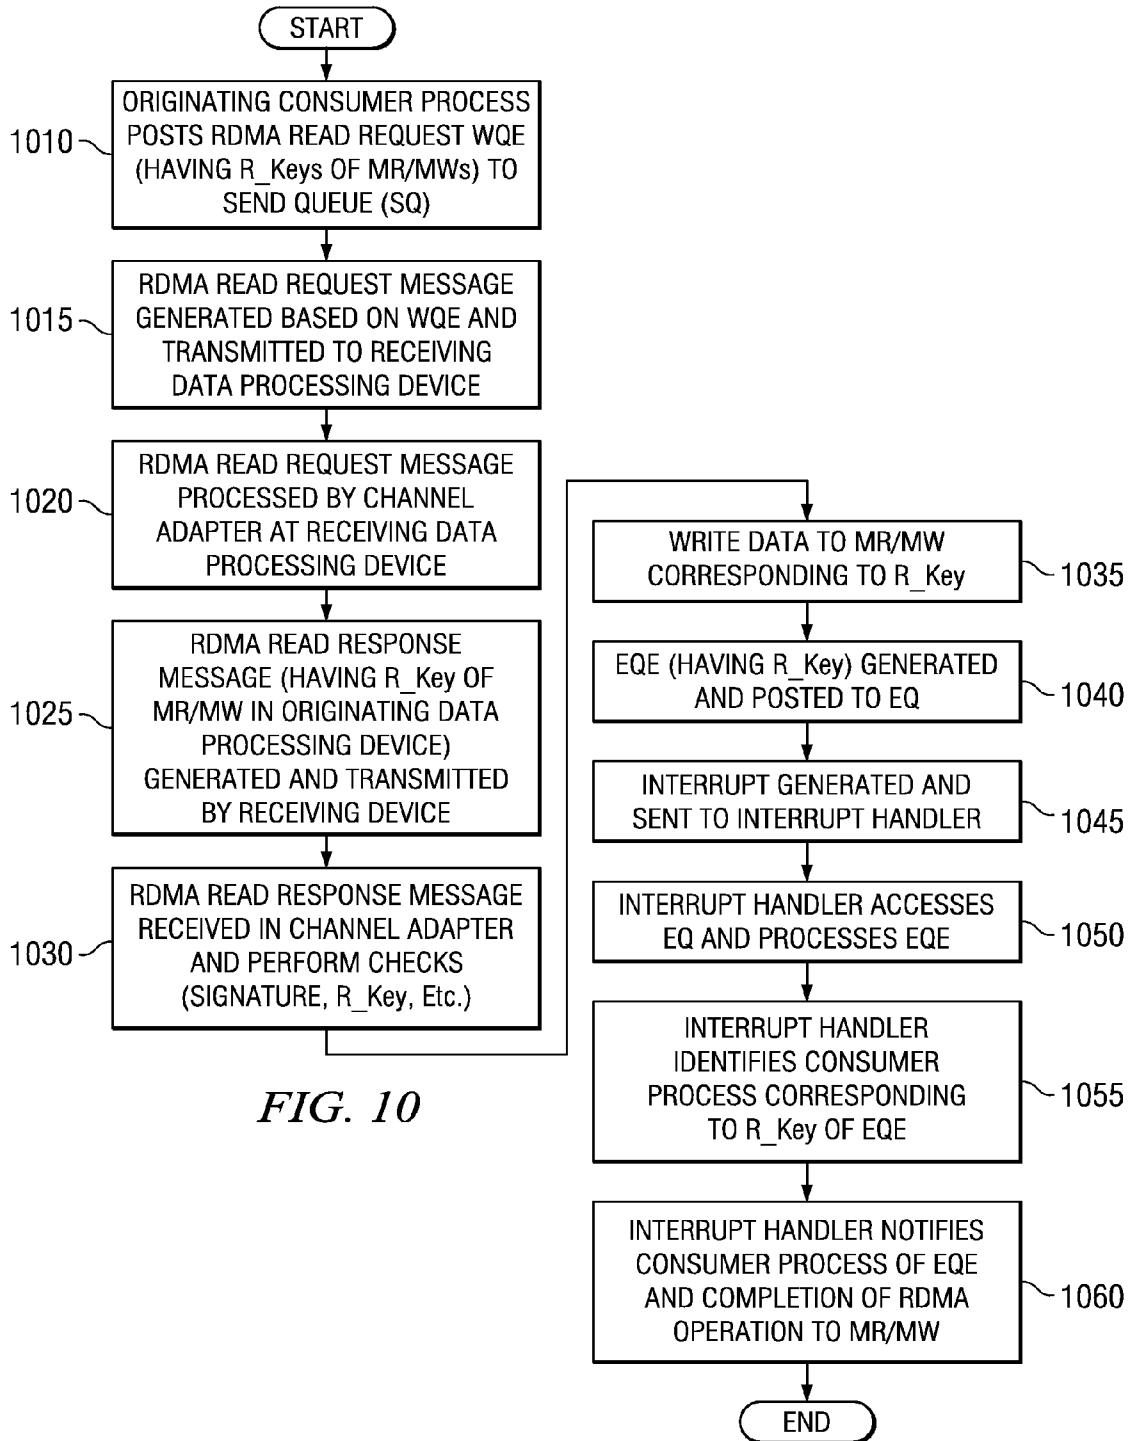 START
1010
ORIGINATING CONSUMER PROCESS
POSTS RDMA READ REQUEST WQE
(HAVING R_Keys OF MR/MWs) TO
SEND QUEUE (SQ)
1015
RDMA READ REQUEST MESSAGE
GENERATED BASED ON WQE AND
TRANSMITTED TO RECEIVING
DATA PROCESSING DEVICE
1020
RDMA READ REQUEST MESSAGE
PROCESSED BY CHANNEL
ADAPTER AT RECEIVING DATA
PROCESSING DEVICE
1025
RDMA READ RESPONSE
MESSAGE (HAVING R_Key OF
MR/MW IN ORIGINATING DATA
PROCESSING DEVICE)
GENERATED AND TRANSMITTED
BY RECEIVING DEVICE
1030
RDMA READ RESPONSE MESSAGE
RECEIVED IN CHANNEL ADAPTER
AND PERFORM CHECKS
(SIGNATURE, R_Key, Etc.)
WRITE DATA TO MR/MW
CORRESPONDING TO R_Key
1035
EQE (HAVING R_Key) GENERATED
AND POSTED TO EQ
1040
INTERRUPT GENERATED AND
SENT TO INTERRUPT HANDLER
1045
INTERRUPT HANDLER ACCESSES
EQ AND PROCESSES EQE
1050
INTERRUPT HANDLER
IDENTIFIES CONSUMER
PROCESS CORRESPONDING
TO R_Key OF EQE
1055
INTERRUPT HANDLER NOTIFIES
CONSUMER PROCESS OF EQE
AND COMPLETION OF RDMA
OPERATION TO MR/MW
1060
END
FIG. 10